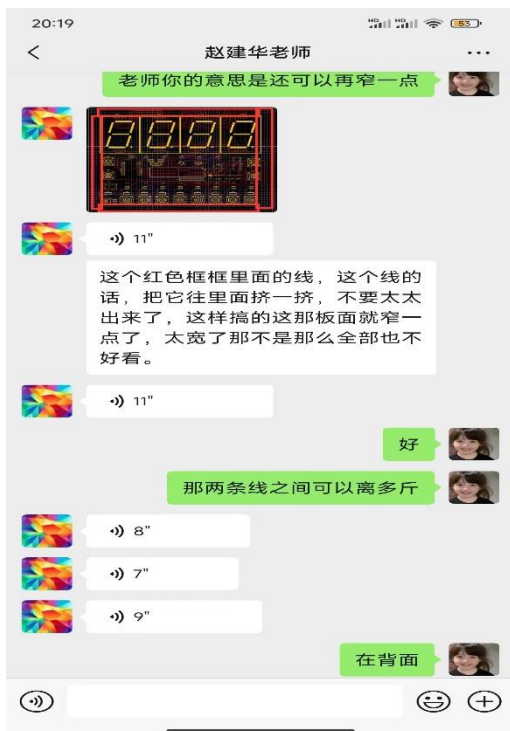 20:19
HD HD 53
赵建华老师
老师你的意思是还可以再窄一点
11"
这个红色框框里面的线，这个线的
话，把它往里面挤一挤，不要太太
出来了，这样搞的这那板面就窄一
点了，太宽了那不是那么全部也不
好看。
11"
好
那两条线之间可以离多斤
8"
7"
9"
在背面